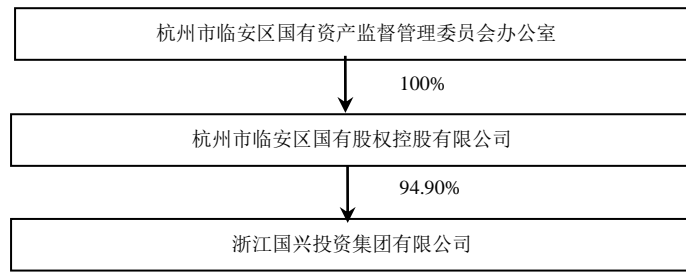 杭州市临安区国有资产监督管理委员会办公室
100%
杭州市临安区国有股权控股有限公司
94.90%
浙江国兴投资集团有限公司